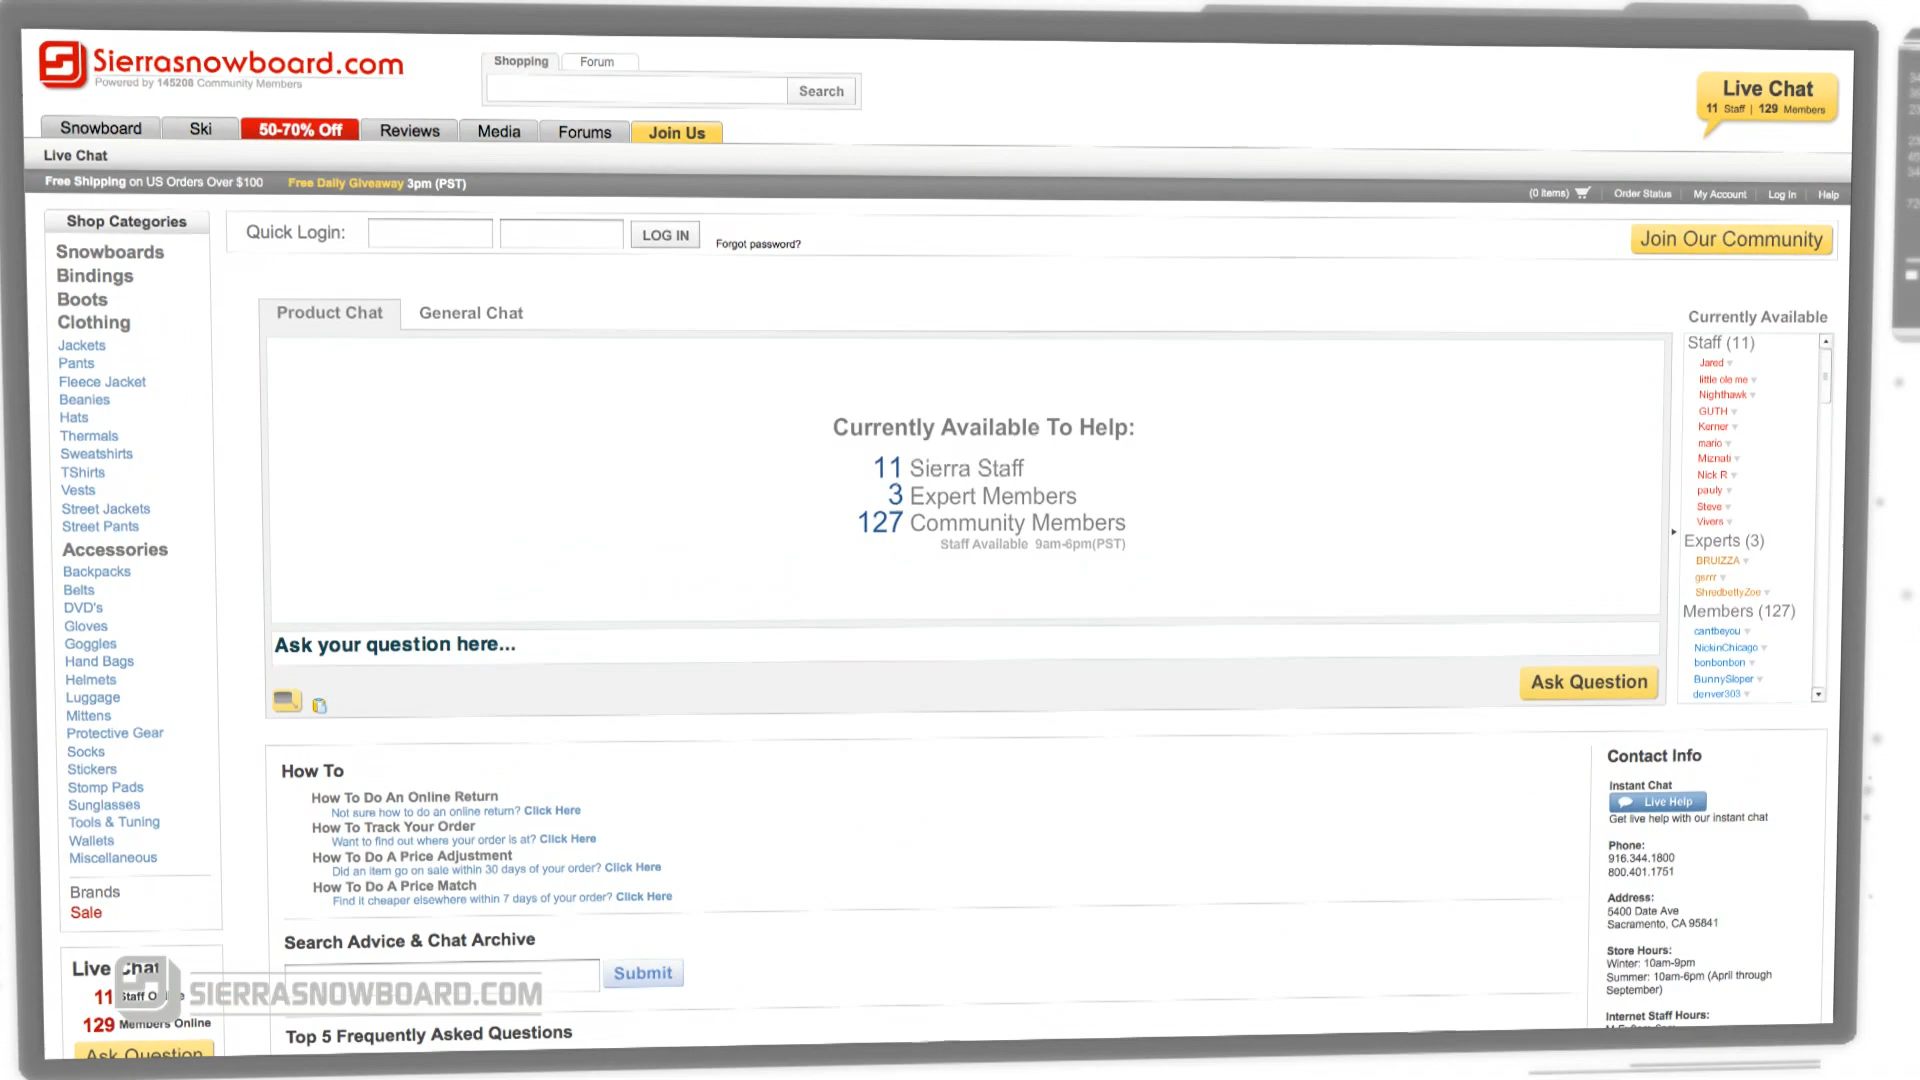 Sierrasnowboard.com
Powered by 145208 Community Members
Shopping
Forum
Search
Live Chat
11 Staff | 129 Members
Snowboard
Ski
50-70% Off
Reviews
Media
Forums
Join Us
Live Chat
Free Shipping on US Orders Over $100
Free Daily Giveaway 3pm (PST)
(0 items)
Order Status
My Account
Log In
Help
Shop Categories
Snowboards
Bindings
Boots
Clothing
Jackets
Pants
Fleece Jacket
Beanies
Hats
Thermals
Sweatshirts
TShirts
Vests
Street Jackets
Street Pants
Accessories
Backpacks
Belts
DVD's
Gloves
Goggles
Hand Bags
Helmets
Luggage
Mittens
Protective Gear
Socks
Stickers
Stomp Pads
Sunglasses
Tools & Tuning
Wallets
Miscellaneous
Brands
Sale
Live Chat
11 Staff
129 Members Online
Ask Question
Quick Login:
LOG IN
Forgot password?
Join Our Community
Product Chat
General Chat
Currently Available To Help:
11 Sierra Staff
3 Expert Members
127 Community Members
Staff Available 9am-6pm(PST)
Ask your question here...
Ask Question
Currently Available
Staff (11)
Jared
little ole me
Nighthawk
GUTH
Kerner
mario
Miznati
Nick R
pauly
Steve
Vivers
Experts (3)
BRUIZZA
gsrrr
ShredbettyZoe
Members (127)
cantbeyou
NickinChicago
bonbonbon
BunnySloper
denver303
How To
How To Do An Online Return
Not sure how to do an online return? Click Here
How To Track Your Order
Want to find out where your order is at? Click Here
How To Do A Price Adjustment
Did an item go on sale within 30 days of your order? Click Here
How To Do A Price Match
Find it cheaper elsewhere within 7 days of your order? Click Here
Search Advice & Chat Archive
Submit
Top 5 Frequently Asked Questions
Contact Info
Instant Chat
Live Help
Get live help with our instant chat
Phone:
916.344.1800
800.401.1751
Address:
5400 Date Ave
Sacramento, CA 95841
Store Hours:
Winter: 10am-9pm
Summer: 10am-6pm (April through
September)
Internet Staff Hours:
SIERRASNOWBOARD.COM